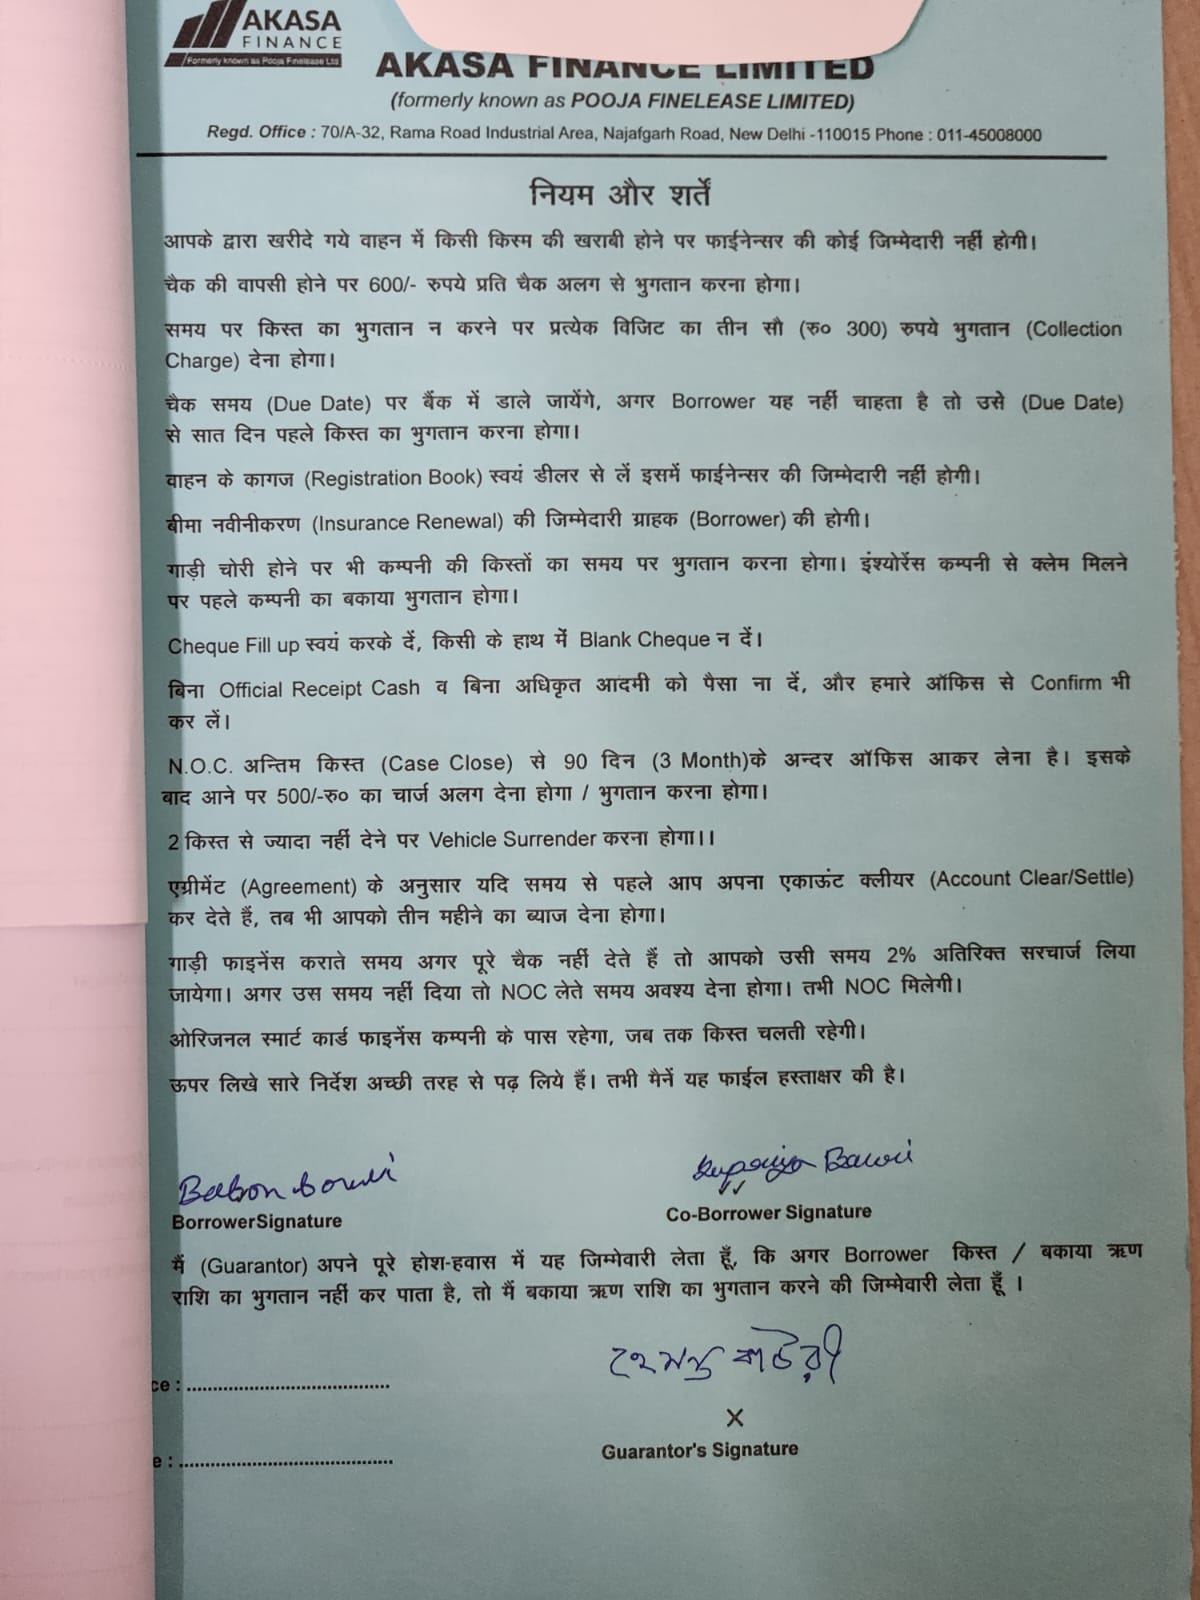 AKASA
FINANCE
Formerly known as Pooja Finelease Ltd
AKASA FINANCE LIMITED
(formerly known as POOJA FINELEASE LIMITED)
Regd. Office : 70/A-32, Rama Road Industrial Area, Najafgarh Road, New Delhi -110015 Phone : 011-45008000
नियम और शर्तें
आपके द्वारा खरीदे गये वाहन में किसी किस्म की खराबी होने पर फाईनेन्सर की कोई जिम्मेदारी नहीं होगी।
चैक की वापसी होने पर 600/- रुपये प्रति चैक अलग से भुगतान करना होगा।
समय पर किस्त का भुगतान न करने पर प्रत्येक विजिट का तीन सौ (रु० 300) रुपये भुगतान (Collection
Charge) देना होगा।
चैक समय (Due Date) पर बैंक में डाले जायेंगे, अगर Borrower यह नहीं चाहता है तो उसे (Due Date)
से सात दिन पहले किस्त का भुगतान करना होगा।
वाहन के कागज (Registration Book) स्वयं डीलर से लें इसमें फाईनेन्सर की जिम्मेदारी नहीं होगी।
बीमा नवीनीकरण (Insurance Renewal) की जिम्मेदारी ग्राहक (Borrower) की होगी।
गाड़ी चोरी होने पर भी कम्पनी की किस्तों का समय पर भुगतान करना होगा। इंश्योरेंस कम्पनी से क्लेम मिलने
पर पहले कम्पनी का बकाया भुगतान होगा।
Cheque Fill up स्वयं करके दें, किसी के हाथ में Blank Cheque न दें।
बिना Official Receipt Cash व बिना अधिकृत आदमी को पैसा ना दें, और हमारे ऑफिस से Confirm भी
कर लें।
N.O.C. अन्तिम किस्त (Case Close) से 90 दिन (3 Month)के अन्दर ऑफिस आकर लेना है। इसके
बाद आने पर 500/-रु० का चार्ज अलग देना होगा / भुगतान करना होगा।
2 किस्त से ज्यादा नहीं देने पर Vehicle Surrender करना होगा।।
एग्रीमेंट (Agreement) के अनुसार यदि समय से पहले आप अपना एकाऊंट क्लीयर (Account Clear/Settle)
कर देते हैं, तब भी आपको तीन महीने का ब्याज देना होगा।
गाड़ी फाइनेंस कराते समय अगर पूरे चैक नहीं देते हैं तो आपको उसी समय 2% अतिरिक्त सरचार्ज लिया
जायेगा। अगर उस समय नहीं दिया तो NOC लेते समय अवश्य देना होगा। तभी NOC मिलेगी।
ओरिजनल स्मार्ट कार्ड फाइनेंस कम्पनी के पास रहेगा, जब तक किस्त चलती रहेगी।
ऊपर लिखे सारे निर्देश अच्छी तरह से पढ़ लिये हैं। तभी मैनें यह फाईल हस्ताक्षर की है।
BorrowerSignature
Bauri
Co-Borrower Signature
मैं (Guarantor) अपने पूरे होश-हवास में यह जिम्मेवारी लेता हूँ, कि अगर Borrower किस्त / बकाया ऋण
राशि का भुगतान नहीं कर पाता है, तो मैं बकाया ऋण राशि का भुगतान करने की जिम्मेवारी लेता हूँ ।
হেমন্ত বাউরী
ce : ......................................
X
Guarantor's Signature
e : ........................................